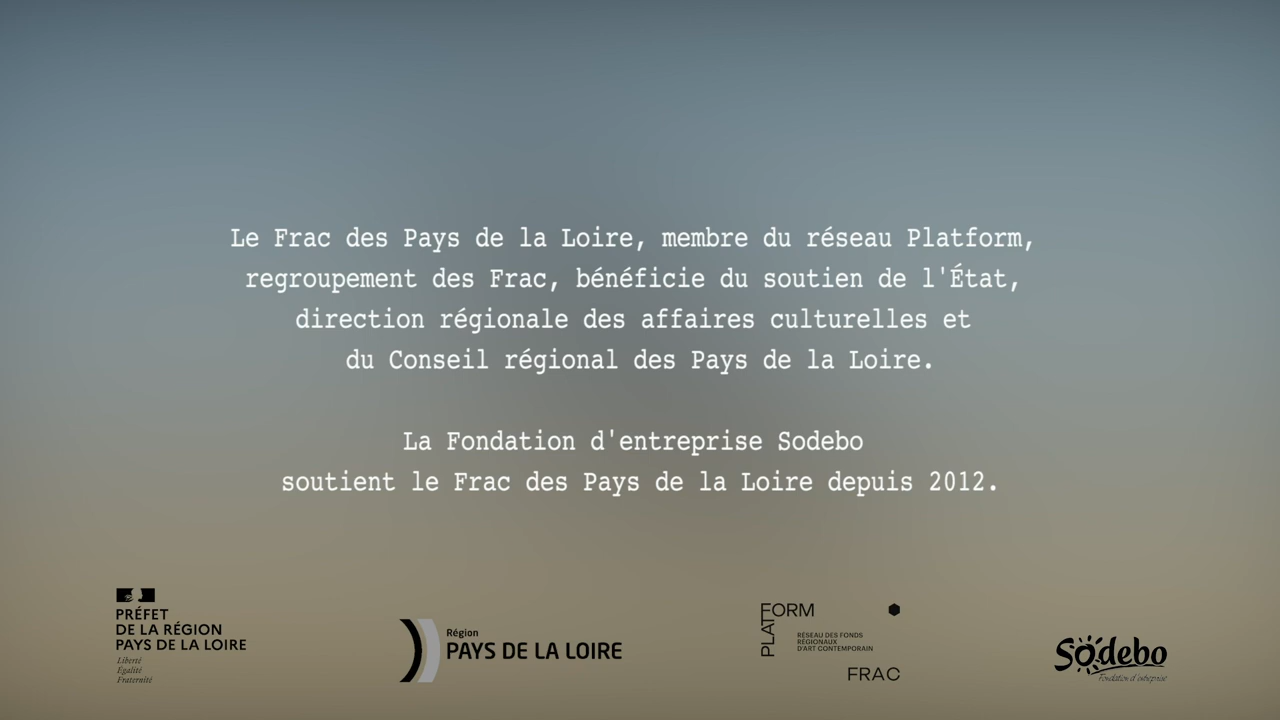 Le Frac des Pays de la Loire, membre du réseau Platform,
regroupement des Frac, bénéficie du soutien de l'État,
direction régionale des affaires culturelles et
du Conseil régional des Pays de la Loire.
La Fondation d'entreprise Sodebo
soutient le Frac des Pays de la Loire depuis 2012.
PRÉFET
DE LA RÉGION
PAYS DE LA LOIRE
Liberté
Égalité
Fraternité
Région
PAYS DE LA LOIRE
PLATFORM
RÉSEAU DES FONDS
RÉGIONAUX
D'ART CONTEMPORAIN
FRAC
Sodebo
Fondation d'entreprise